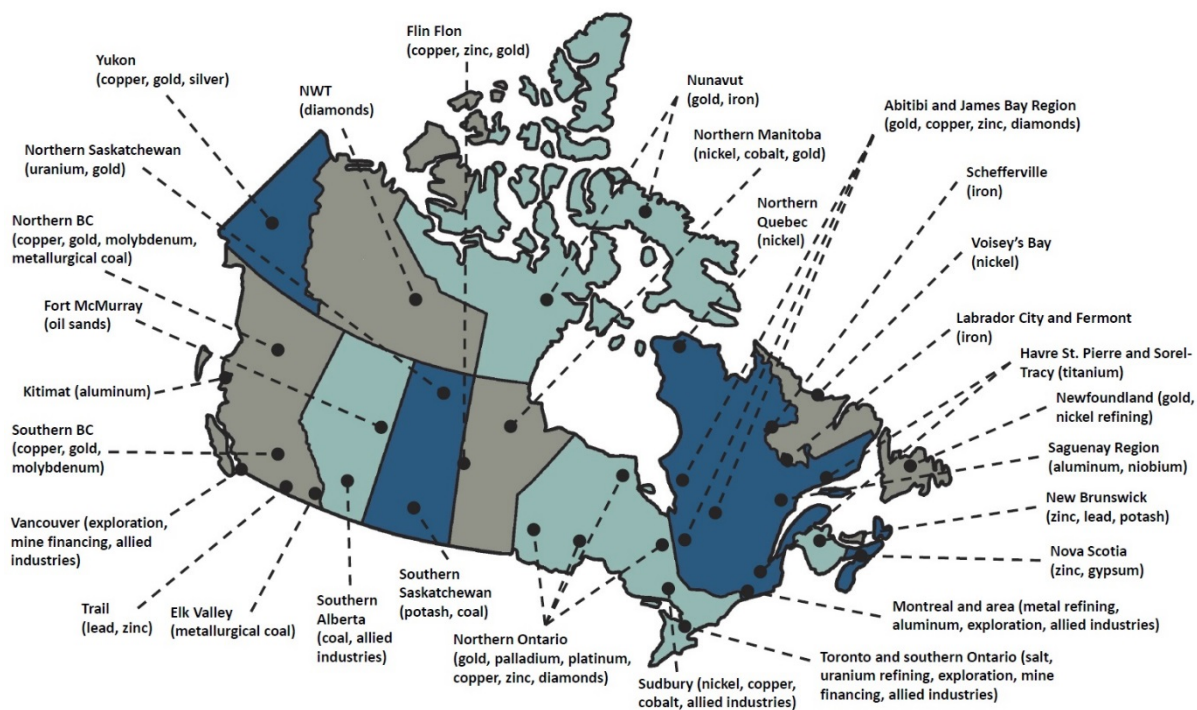 Flin Flon
(copper, zinc, gold)
Yukon
(copper, gold, silver)
NWT
(diamonds)
Nunavut
(gold, iron)
Abitibi and James Bay Region
(gold, copper, zinc, diamonds)
Northern Saskatchewan
(uranium, gold)
Northern Manitoba
(nickel, cobalt, gold)
Schefferville
(iron)
Northern BC
(copper, gold, molybdenum,
metallurgical coal)
Northern
Quebec
(nickel)
Voisey's Bay
(nickel)
Fort McMurray
(oil sands)
Labrador City and Fermont
(iron)
Havre St. Pierre and Sorel-
Tracy (titanium)
Kitimat (aluminum)
Newfoundland (gold,
nickel refining)
Southern BC
(copper, gold,
molybdenum)
Saguenay Region
(aluminum, niobium)
New Brunswick
(zinc, lead, potash)
Vancouver (exploration,
mine financing, allied
industries)
Nova Scotia
(zinc, gypsum)
Trail
(lead, zinc)
Elk Valley
(metallurgical coal)
Southern
Alberta
(coal, allied
industries)
Southern
Saskatchewan
(potash, coal)
Northern Ontario
(gold, palladium, platinum,
copper, zinc, diamonds)
Sudbury (nickel, copper,
cobalt, allied industries)
Montreal and area (metal refining,
aluminum, exploration, allied industries)
Toronto and southern Ontario (salt,
uranium refining, exploration, mine
financing, allied industries)